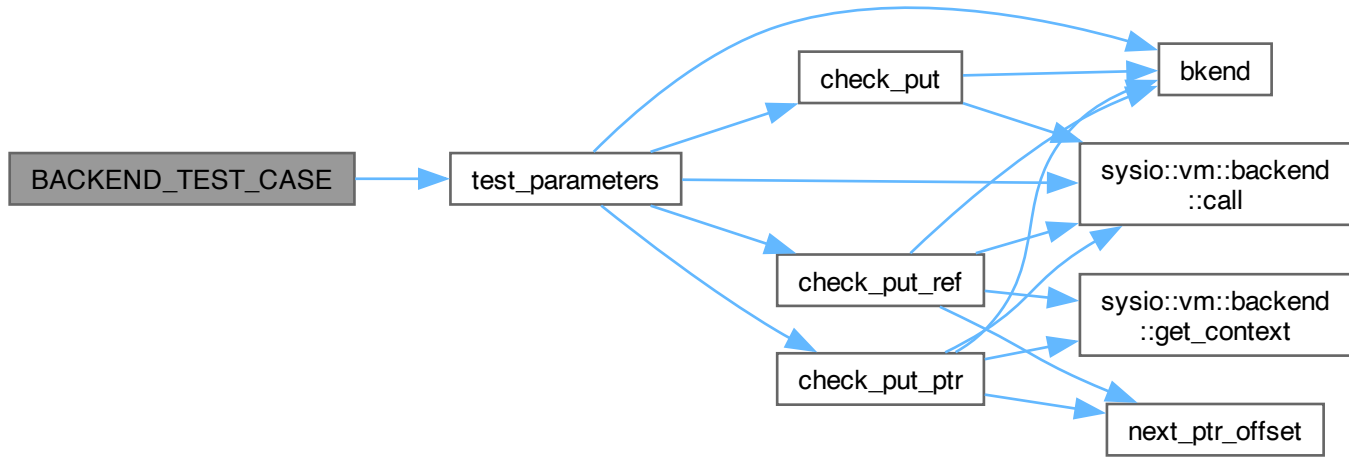 BACKEND_TEST_CASE
test_parameters
check_put
check_put_ref
check_put_ptr
bkend
sysio::vm::backend
::call
sysio::vm::backend
::get_context
next_ptr_offset